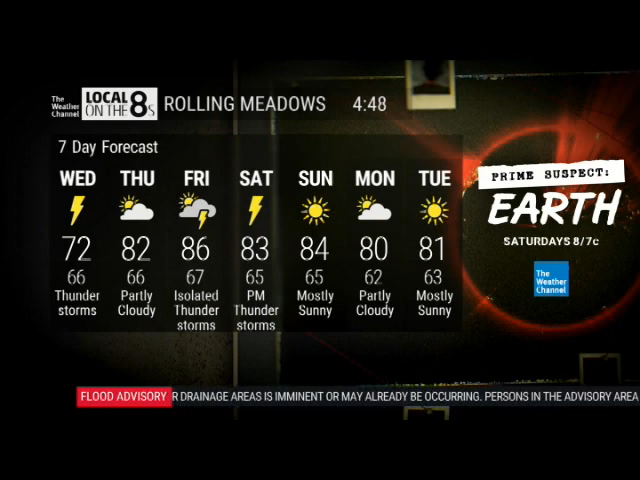 The
Weather
Channel
LOCAL
ON THE
8s
ROLLING MEADOWS 4:48
7 Day Forecast
WED THU FRI SAT SUN MON TUE
72 82 86 83 84 80 81
66 66 67 65 65 62 63
Thunder storms
Partly Cloudy
Isolated Thunder storms
PM Thunder storms
Mostly Sunny
Partly Cloudy
Mostly Sunny
PRIME SUSPECT:
EARTH
SATURDAYS 8/7c
The
Weather
Channel
FLOOD ADVISORY R DRAINAGE AREAS IS IMMINENT OR MAY ALREADY BE OCCURRING. PERSONS IN THE ADVISORY AREA